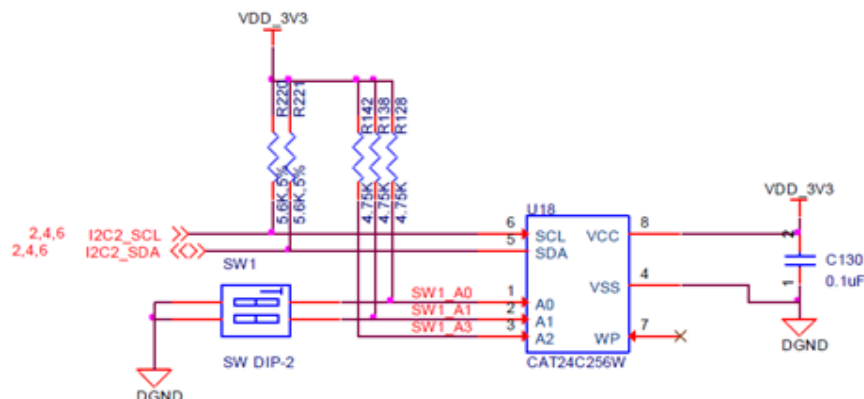 VDD_3V3
R220
R221
R142
R138
R128
5.6K,5%
5.6K,5%
4.75K
4.75K
4.75K
U18
VDD_3V3
2,4,6 I2C2_SCL
2,4,6 I2C2_SDA
6 SCL VCC 8
5 SDA
2
C130
0.1uF
1
SW1
VSS 4
1 A0
SW1_A0
2 A1
SW1_A1
3 A2
SW1_A3
WP 7
SW DIP-2
CAT24C256W
DGND
DGND